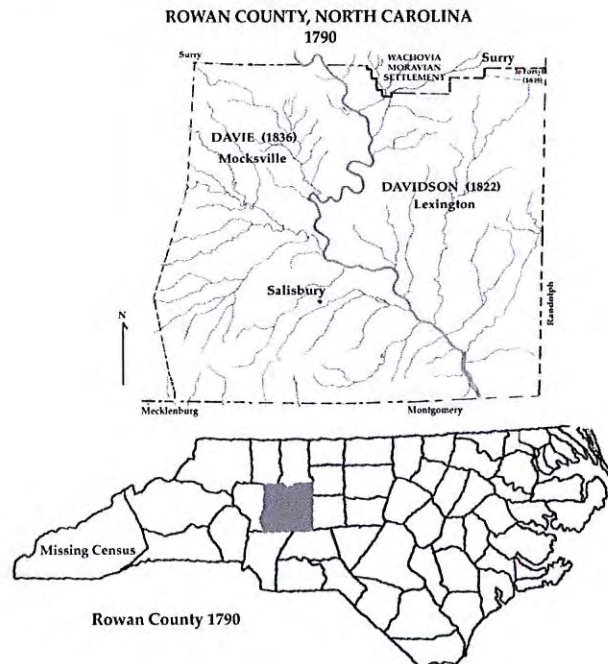 ROWAN COUNTY, NORTH CAROLINA
1790
Surry
WACHOVIA
MORAVIAN
SETTLEMENT
Surry
DAVIE (1836)
Mocksville
DAVIDSON (1822)
Lexington
Salisbury
N
Randolph
Mecklenburg
Montgomery
Missing Census
Rowan County 1790